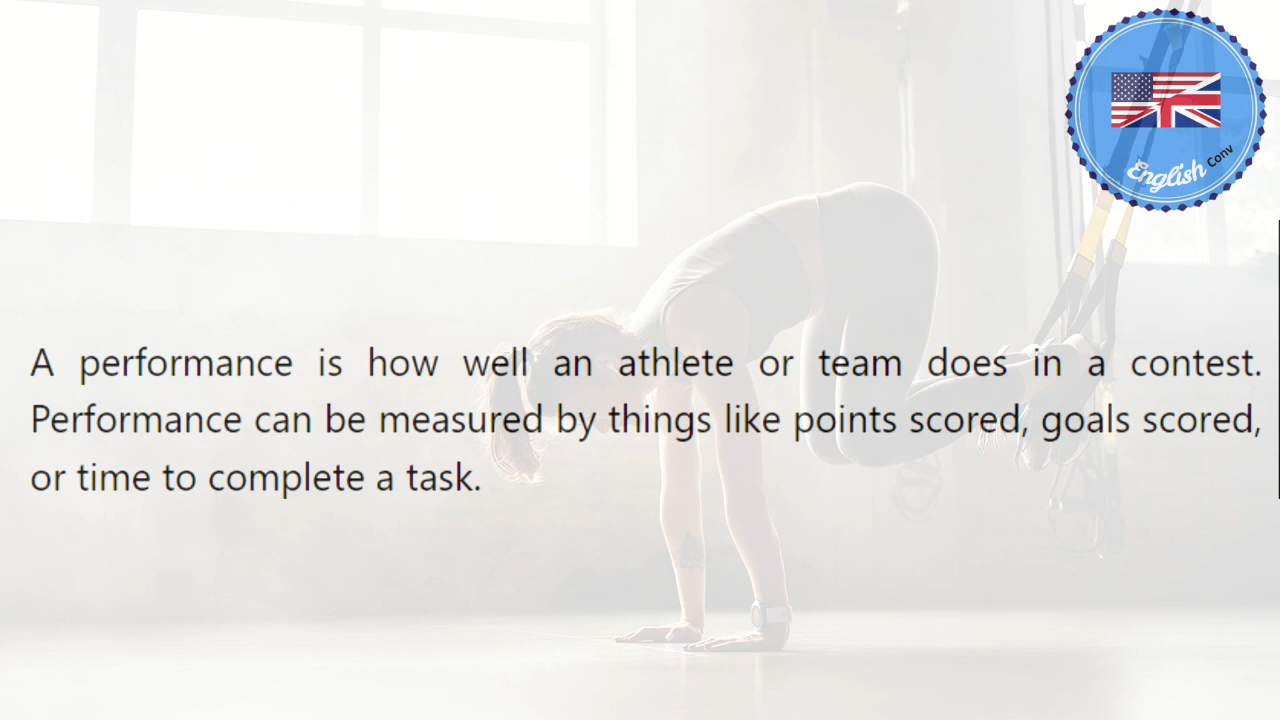 English Conv
A performance is how well an athlete or team does in a contest.
Performance can be measured by things like points scored, goals scored,
or time to complete a task.